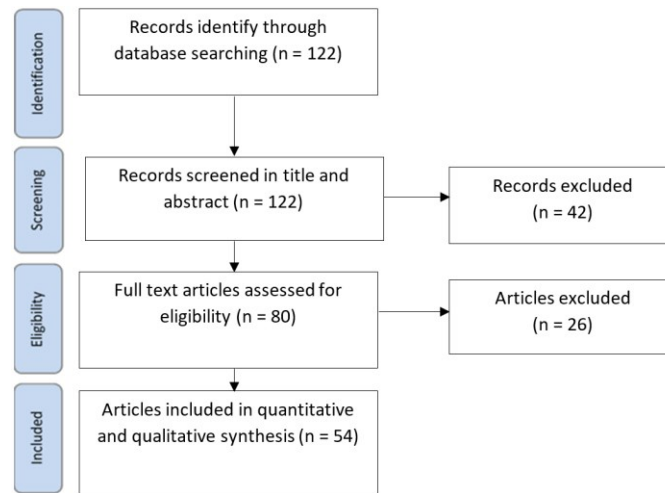 Identification
Records identify through
database searching (n = 122)
Screening
Records screened in title and
abstract (n = 122)
Records excluded
(n = 42)
Eligibility
Full text articles assessed for
eligibility (n = 80)
Articles excluded
(n = 26)
Included
Articles included in quantitative
and qualitative synthesis (n = 54)